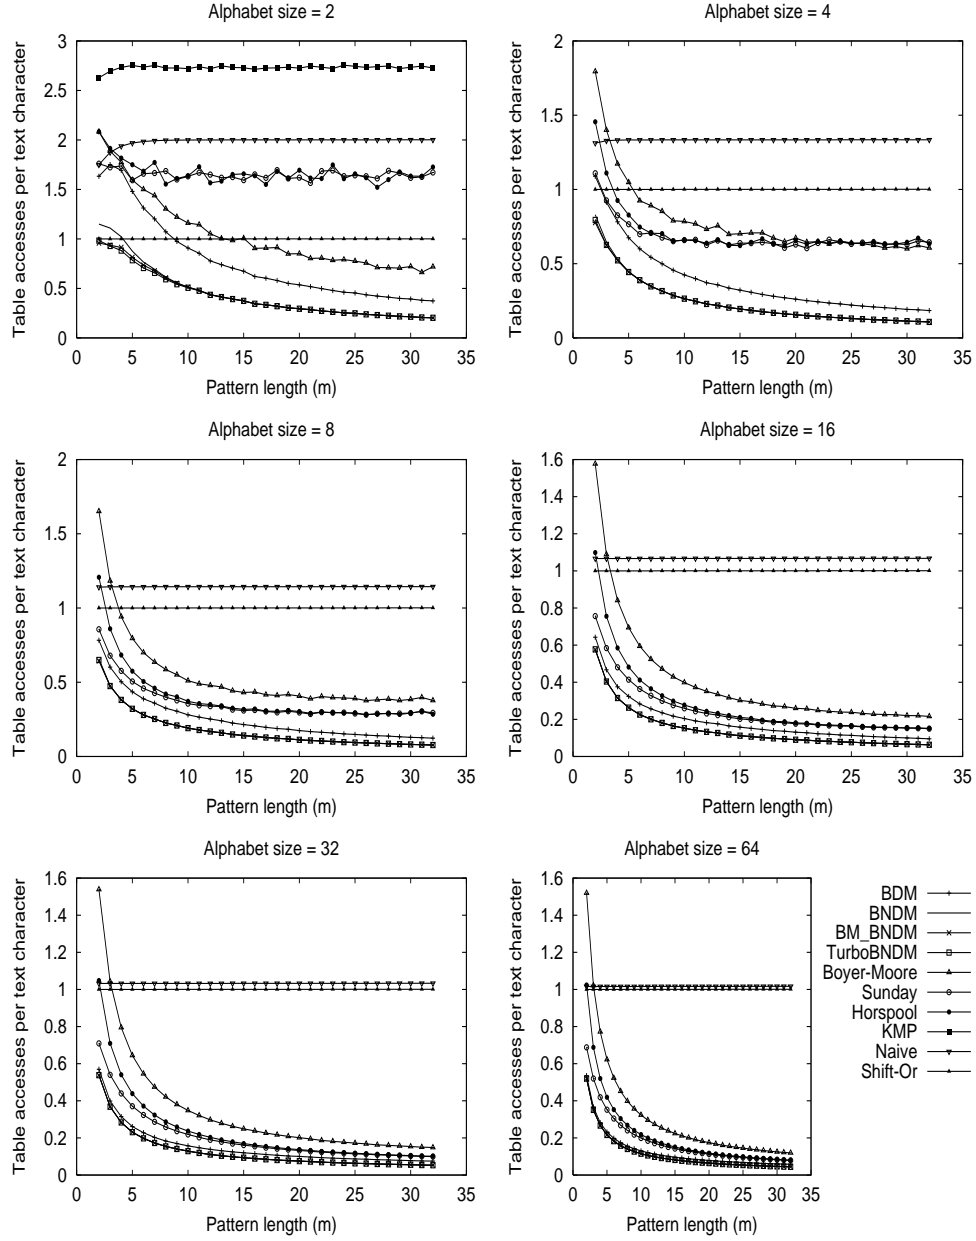 Alphabet size = 2
Table accesses per text character
3
2.5
2
1.5
1
0.5
0
0 5 10 15 20 25 30 35
Pattern length (m)
Alphabet size = 4
Table accesses per text character
2
1.5
1
0.5
0
0 5 10 15 20 25 30 35
Pattern length (m)
Alphabet size = 8
Table accesses per text character
2
1.5
1
0.5
0
0 5 10 15 20 25 30 35
Pattern length (m)
Alphabet size = 16
Table accesses per text character
1.6
1.4
1.2
1
0.8
0.6
0.4
0.2
0
0 5 10 15 20 25 30 35
Pattern length (m)
Alphabet size = 32
Table accesses per text character
1.6
1.4
1.2
1
0.8
0.6
0.4
0.2
0
0 5 10 15 20 25 30 35
Pattern length (m)
Alphabet size = 64
Table accesses per text character
1.6
1.4
1.2
1
0.8
0.6
0.4
0.2
0
0 5 10 15 20 25 30 35
Pattern length (m)
BDM
BNDM
BM_BNDM
TurboBNDM
Boyer-Moore
Sunday
Horspool
KMP
Naive
Shift-Or